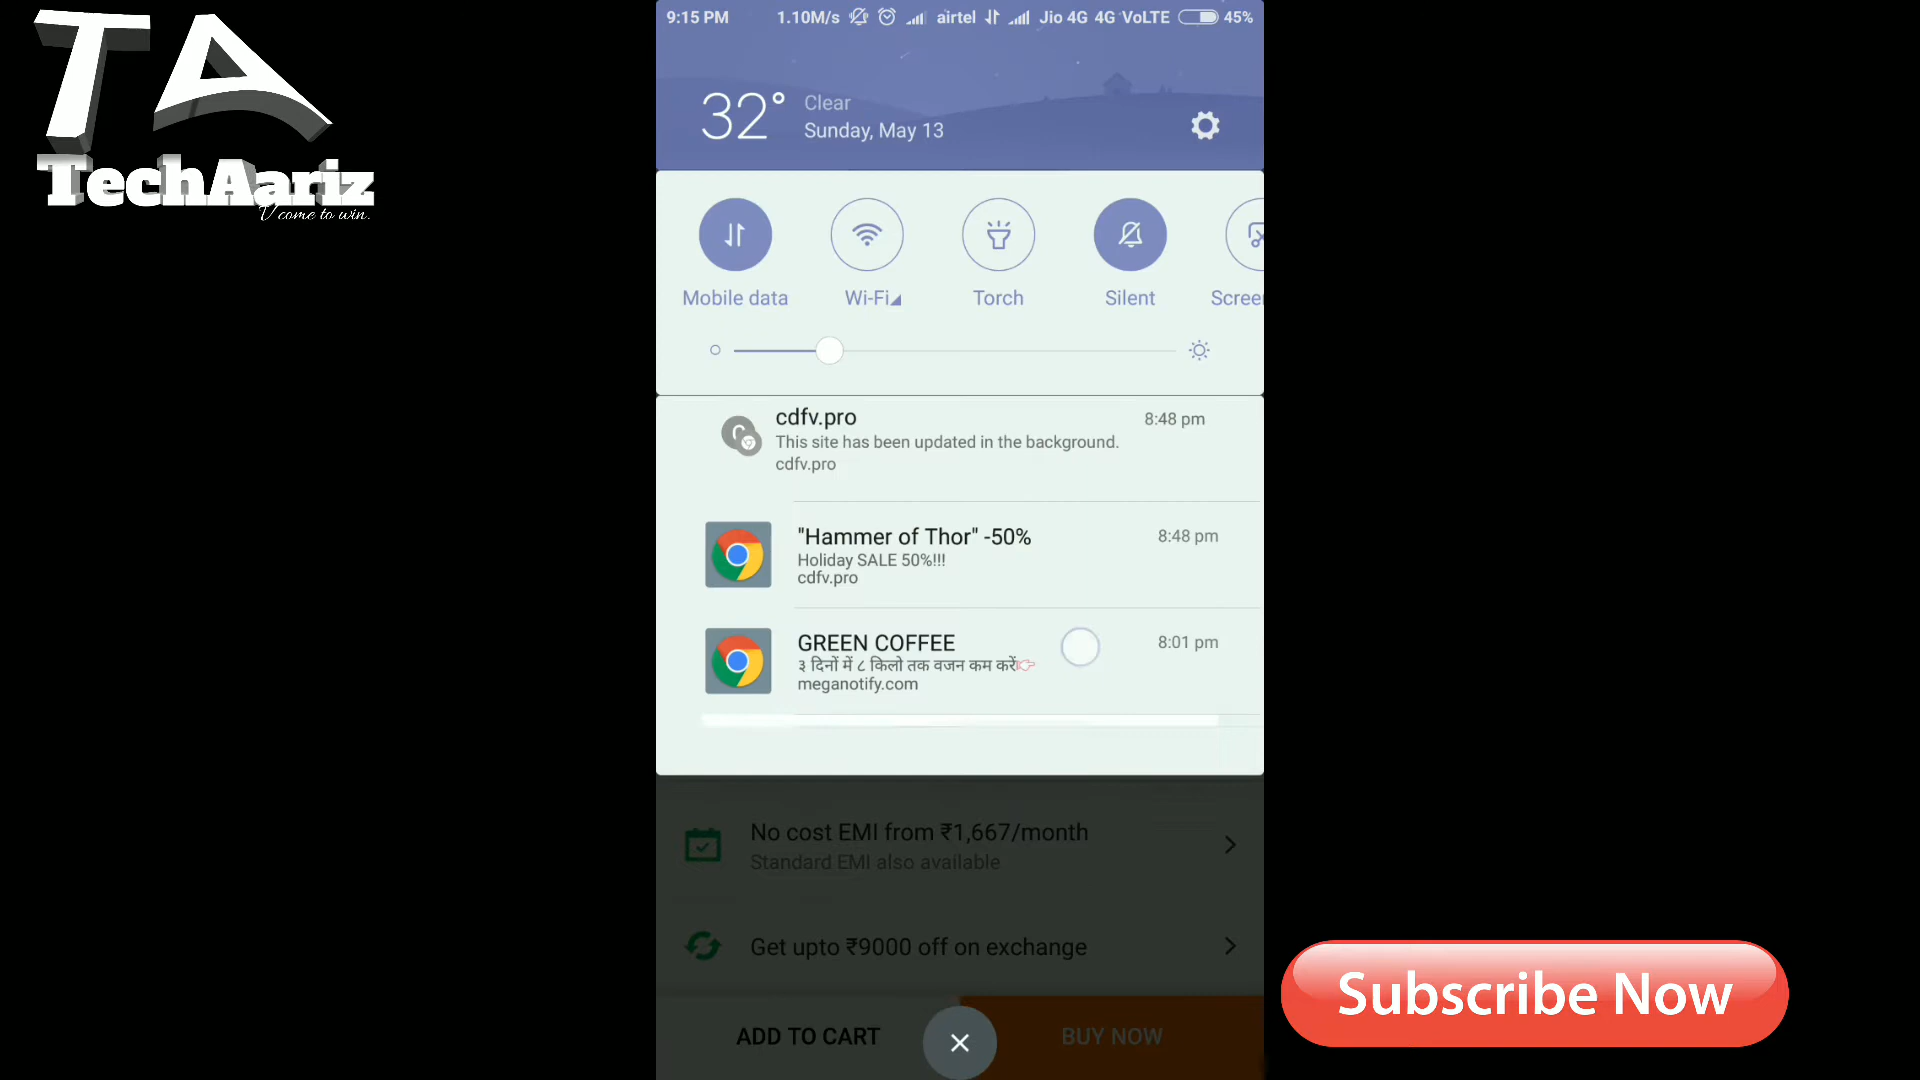 TA
TechAariz
V come to win.
9:15 PM 1.10M/s airtel Jio 4G 4G VoLTE 45%
32° Clear
Sunday, May 13
Mobile data Wi-Fi Torch Silent Screen
cdfv.pro 8:48 pm
This site has been updated in the background.
cdfv.pro
"Hammer of Thor" -50% 8:48 pm
Holiday SALE 50%!!!
cdfv.pro
GREEN COFFEE 8:01 pm
३ दिनों में ८ किलो तक वजन कम करें
meganotify.com
No cost EMI from ₹1,667/month
Standard EMI also available
Get upto ₹9000 off on exchange
ADD TO CART BUY NOW
Subscribe Now